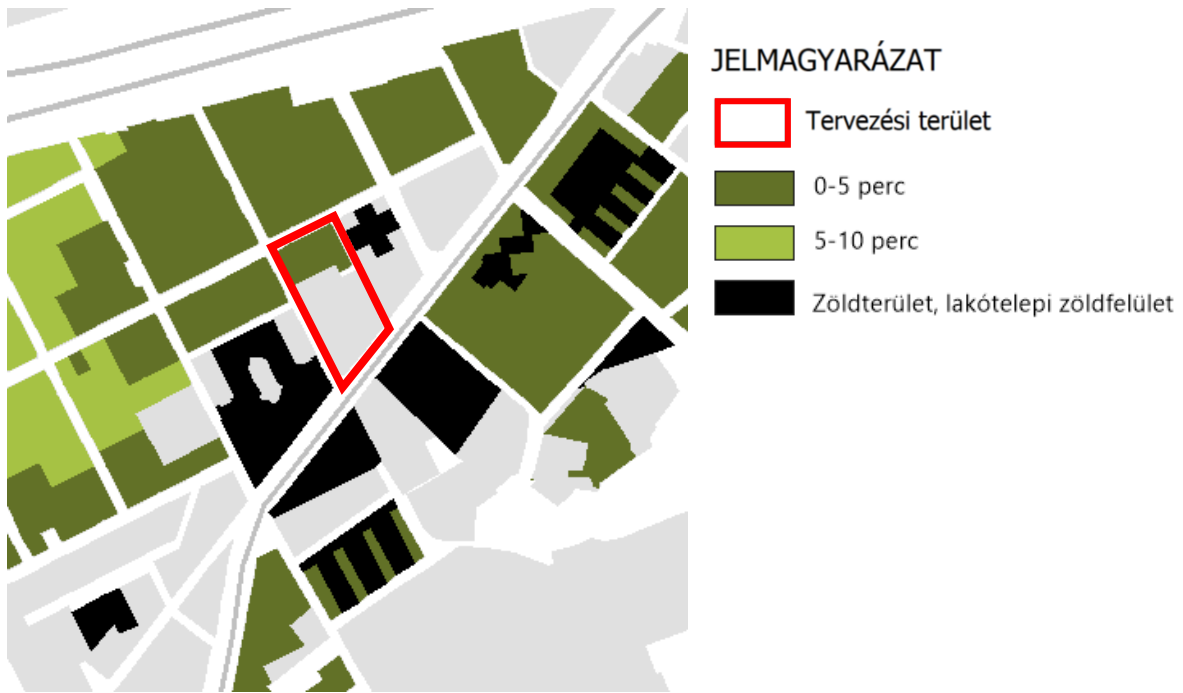 JELMAGYARÁZAT
Tervezési terület
0-5 perc
5-10 perc
Zöldterület, lakótelepi zöldfelület